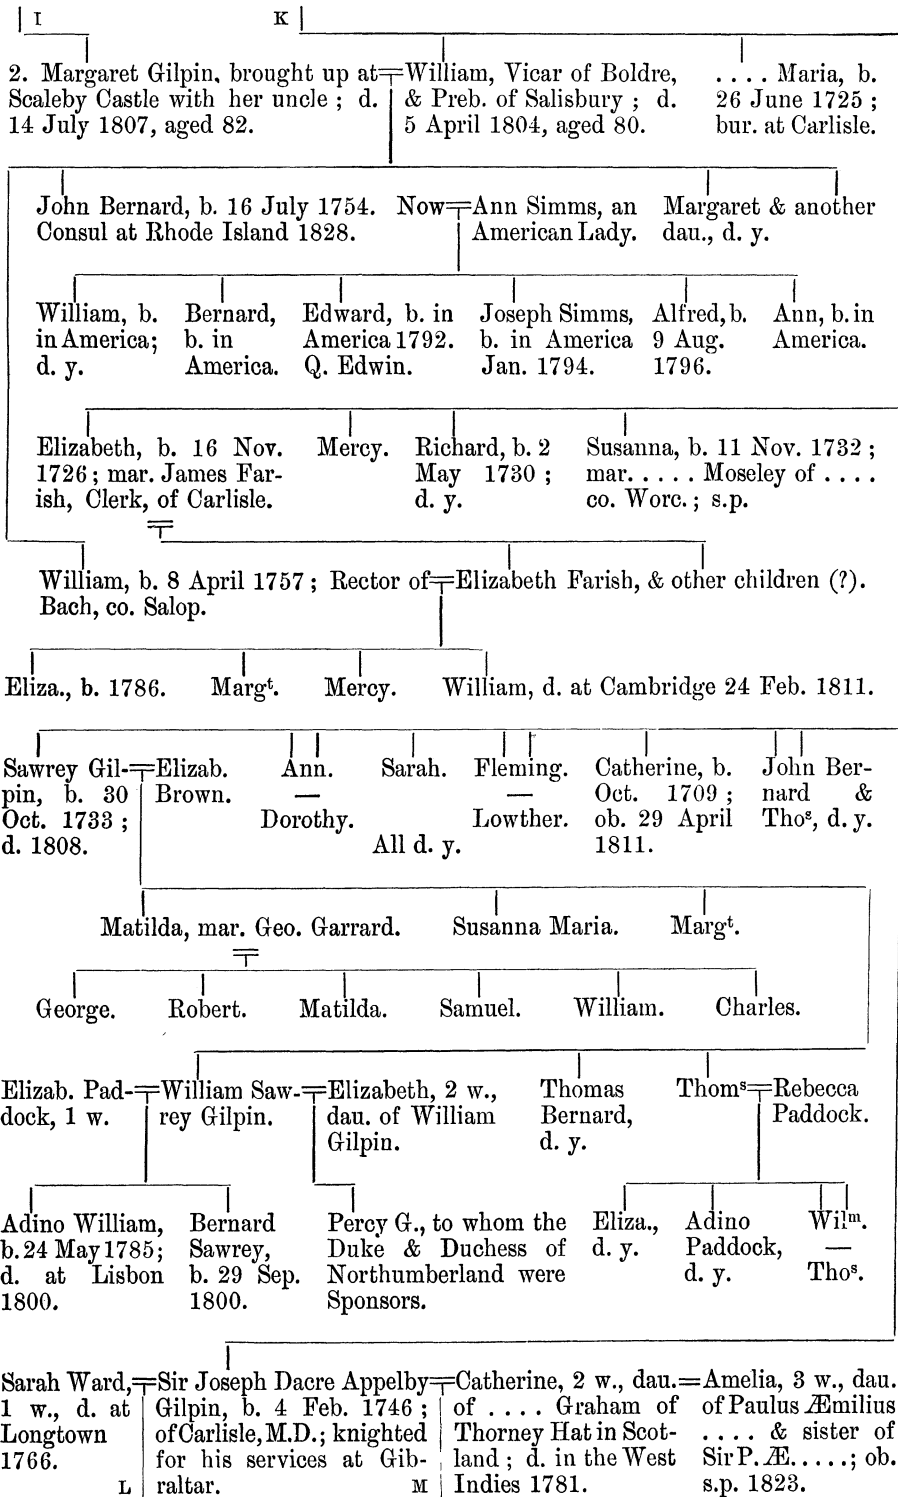 I K
2. Margaret Gilpin, brought up at
Scaleby Castle with her uncle ; d.
14 July 1807, aged 82.
William, Vicar of Boldre,
& Preb. of Salisbury ; d.
5 April 1804, aged 80.
. . . . Maria, b.
26 June 1725 ;
bur. at Carlisle.
John Bernard, b. 16 July 1754. Now
Consul at Rhode Island 1828.
Ann Simms, an
American Lady.
Margaret & another
dau., d. y.
William, b.
in America;
d. y.
Bernard,
b. in
America.
Edward, b. in
America 1792.
Q. Edwin.
Joseph Simms,
b. in America
Jan. 1794.
Alfred, b.
9 Aug.
1796.
Ann, b. in
America.
Elizabeth, b. 16 Nov.
1726 ; mar. James Far-
ish, Clerk, of Carlisle.
Mercy.
Richard, b. 2
May 1730 ;
d. y.
Susanna, b. 11 Nov. 1732 ;
mar. . . . . Moseley of . . . .
co. Worc. ; s.p.
William, b. 8 April 1757 ; Rector of
Bach, co. Salop.
Elizabeth Farish, & other children (?).
Eliza., b. 1786. Margᵗ. Mercy. William, d. at Cambridge 24 Feb. 1811.
Sawrey Gil-
pin, b. 30
Oct. 1733 ;
d. 1808.
Elizab.
Brown.
Ann.
—
Dorothy.
Sarah.
Fleming.
—
Lowther.
All d. y.
Catherine, b.
Oct. 1709 ;
ob. 29 April
1811.
John Ber-
nard &
Thoˢ, d. y.
Matilda, mar. Geo. Garrard. Susanna Maria. Margᵗ.
George. Robert. Matilda. Samuel. William. Charles.
Elizab. Pad-
dock, 1 w.
William Saw-
rey Gilpin.
Elizabeth, 2 w.,
dau. of William
Gilpin.
Thomas
Bernard,
d. y.
Thomˢ
Rebecca
Paddock.
Adino William,
b. 24 May 1785;
d. at Lisbon
1800.
Bernard
Sawrey,
b. 29 Sep.
1800.
Percy G., to whom the
Duke & Duchess of
Northumberland were
Sponsors.
Eliza.,
d. y.
Adino
Paddock,
d. y.
Wilᵐ.
—
Thoˢ.
Sarah Ward,
1 w., d. at
Longtown
1766.
L
Sir Joseph Dacre Appelby
Gilpin, b. 4 Feb. 1746 ;
of Carlisle, M.D.; knighted
for his services at Gib-
raltar.
M
Catherine, 2 w., dau.
of . . . . Graham of
Thorney Hat in Scot-
land ; d. in the West
Indies 1781.
Amelia, 3 w., dau.
of Paulus Æmilius
. . . . & sister of
Sir P. Æ. . . . . ; ob.
s.p. 1823.